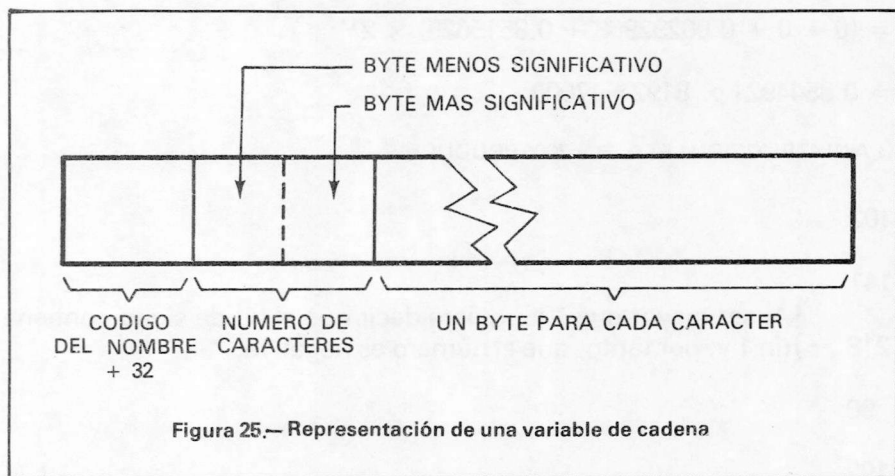 BYTE MENOS SIGNIFICATIVO
BYTE MAS SIGNIFICATIVO
CODIGO
DEL NOMBRE
+ 32
NUMERO DE
CARACTERES
UN BYTE PARA CADA CARACTER
Figura 25.— Representación de una variable de cadena